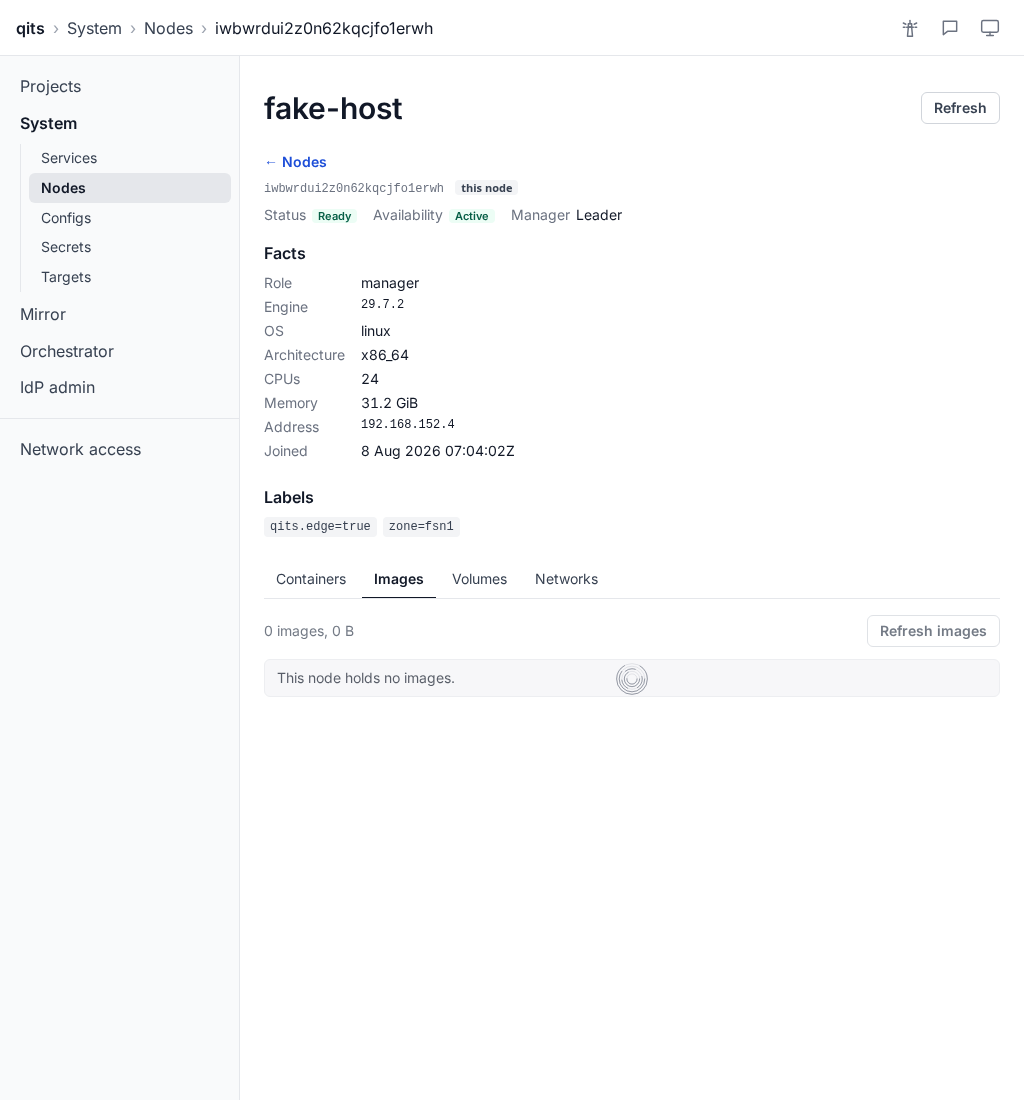 qits › System › Nodes › iwbwrdui2z0n62kqcjfo1erwh
Projects
System
Services
Nodes
Configs
Secrets
Targets
Mirror
Orchestrator
IdP admin
Network access
fake-host
Refresh
← Nodes
iwbwrdui2z0n62kqcjfo1erwh this node
Status Ready Availability Active Manager Leader
Facts
Role manager
Engine 29.7.2
OS linux
Architecture x86_64
CPUs 24
Memory 31.2 GiB
Address 192.168.152.4
Joined 8 Aug 2026 07:04:02Z
Labels
qits.edge=true zone=fsn1
Containers Images Volumes Networks
0 images, 0 B
Refresh images
This node holds no images.